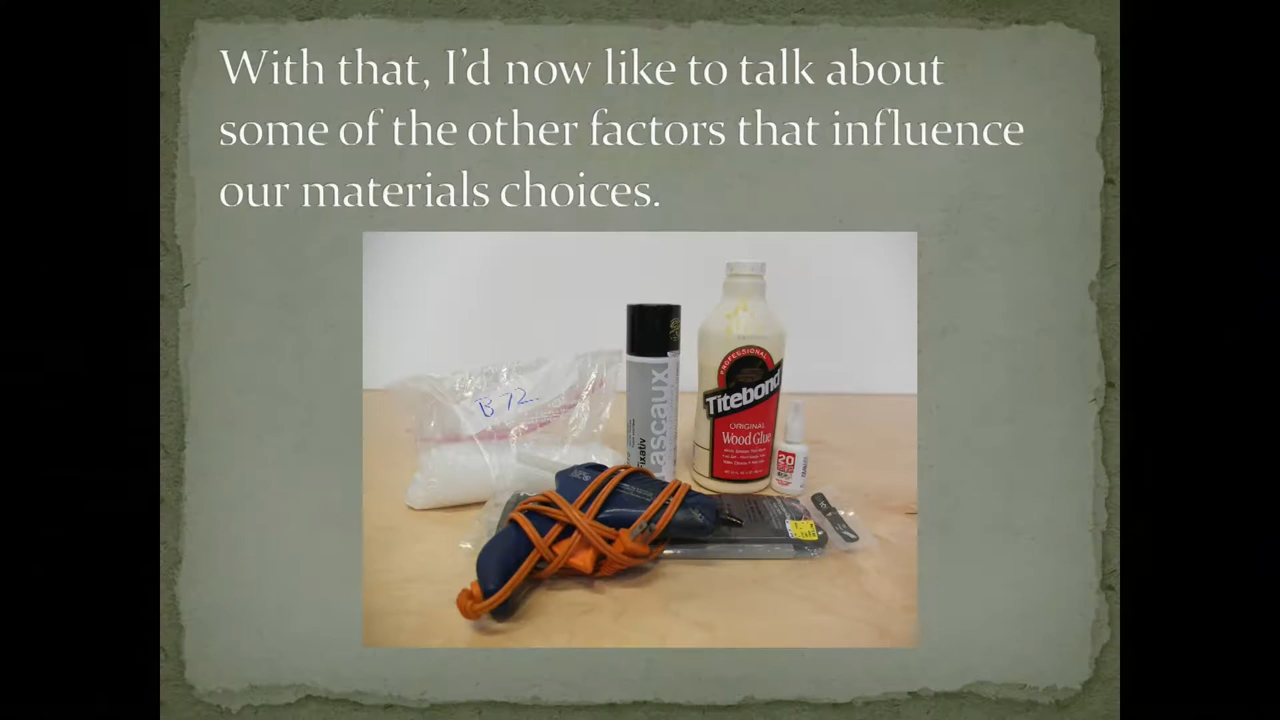 With that, I'd now like to talk about
some of the other factors that influence
our materials choices.
B 72
Lascaux
Fixativ
PROFESSIONAL
Titebond
ORIGINAL
Wood Glue
20